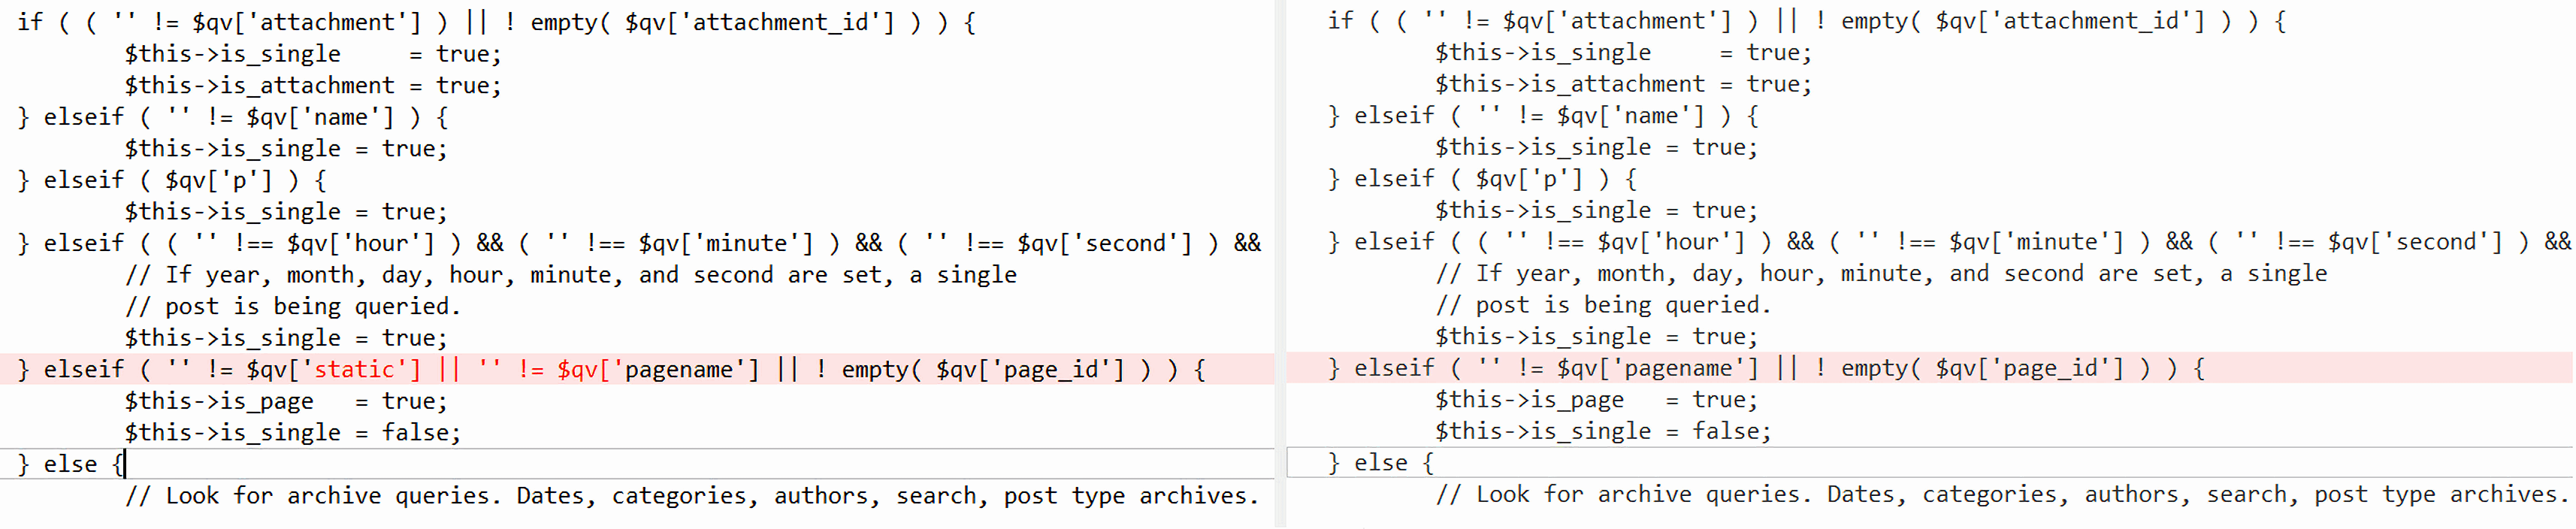 if ( ( '' != $qv['attachment'] ) || ! empty( $qv['attachment_id'] ) ) {
        $this->is_single     = true;
        $this->is_attachment = true;
} elseif ( '' != $qv['name'] ) {
        $this->is_single = true;
} elseif ( $qv['p'] ) {
        $this->is_single = true;
} elseif ( ( '' !== $qv['hour'] ) && ( '' !== $qv['minute'] ) && ( '' !== $qv['second'] ) &&
        // If year, month, day, hour, minute, and second are set, a single
        // post is being queried.
        $this->is_single = true;
} elseif ( '' != $qv['static'] || '' != $qv['pagename'] || ! empty( $qv['page_id'] ) ) {
        $this->is_page   = true;
        $this->is_single = false;
} else {
        // Look for archive queries. Dates, categories, authors, search, post type archives.
if ( ( '' != $qv['attachment'] ) || ! empty( $qv['attachment_id'] ) ) {
        $this->is_single     = true;
        $this->is_attachment = true;
} elseif ( '' != $qv['name'] ) {
        $this->is_single = true;
} elseif ( $qv['p'] ) {
        $this->is_single = true;
} elseif ( ( '' !== $qv['hour'] ) && ( '' !== $qv['minute'] ) && ( '' !== $qv['second'] ) &&
        // If year, month, day, hour, minute, and second are set, a single
        // post is being queried.
        $this->is_single = true;
} elseif ( '' != $qv['pagename'] || ! empty( $qv['page_id'] ) ) {
        $this->is_page   = true;
        $this->is_single = false;
} else {
        // Look for archive queries. Dates, categories, authors, search, post type archives.